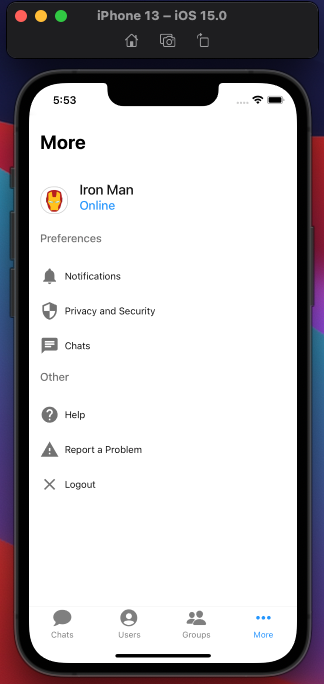 iPhone 13 – iOS 15.0
5:53
More
Iron Man
Online
Preferences
Notifications
Privacy and Security
Chats
Other
Help
Report a Problem
Logout
Chats
Users
Groups
More